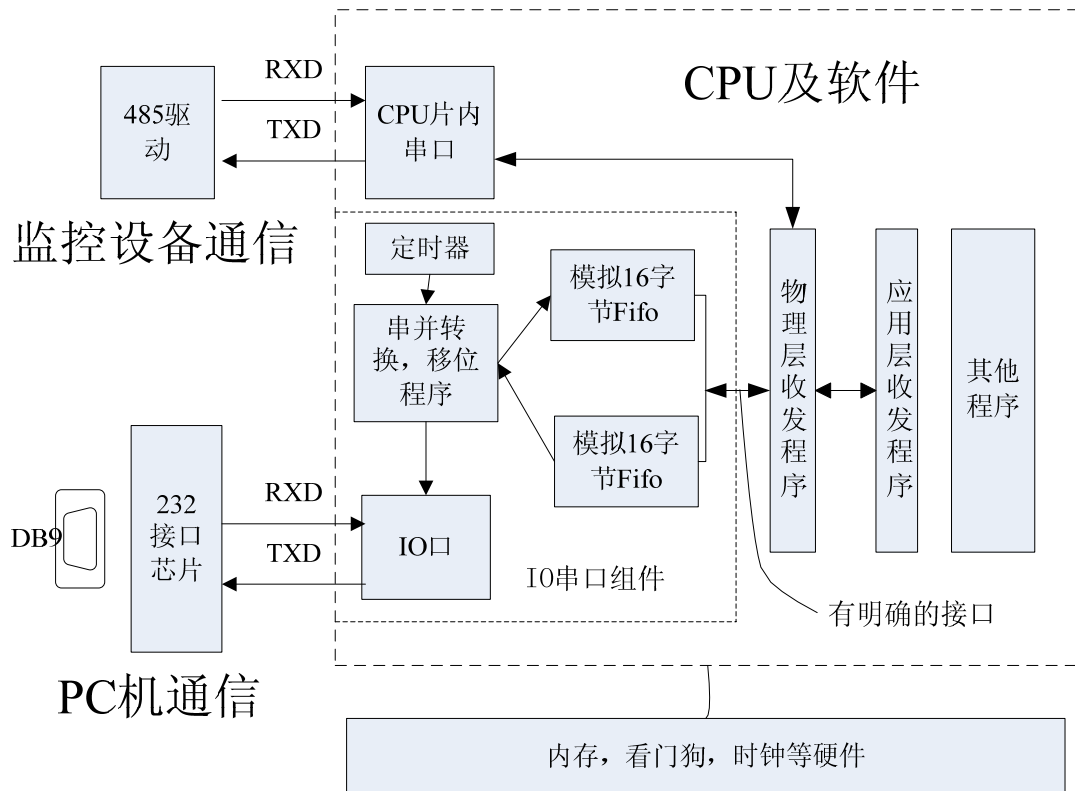 CPU及软件
RXD
TXD
485驱
动
CPU片内
串口
监控设备通信
定时器
串并转
换，移位
程序
模拟16字
节Fifo
模拟16字
节Fifo
物理层收发程序
应用层收发程序
其他
程序
DB9
232
接口
芯片
RXD
TXD
IO口
IO串口组件
有明确的接口
PC机通信
内存，看门狗，时钟等硬件